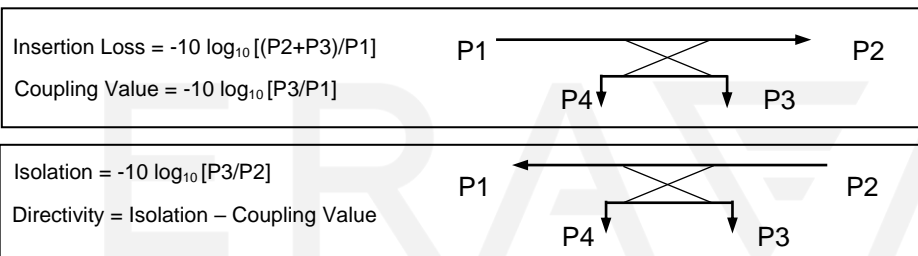 Insertion Loss = -10 log₁₀ [(P2+P3)/P1]
Coupling Value = -10 log₁₀ [P3/P1]
P1
P2
P4
P3
Isolation = -10 log₁₀ [P3/P2]
Directivity = Isolation – Coupling Value
P1
P2
P4
P3
ERAV